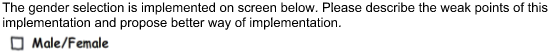 The gender selection is implemented on screen below. Please describe the weak points of this
implementation and propose better way of implementation.
Male/Female